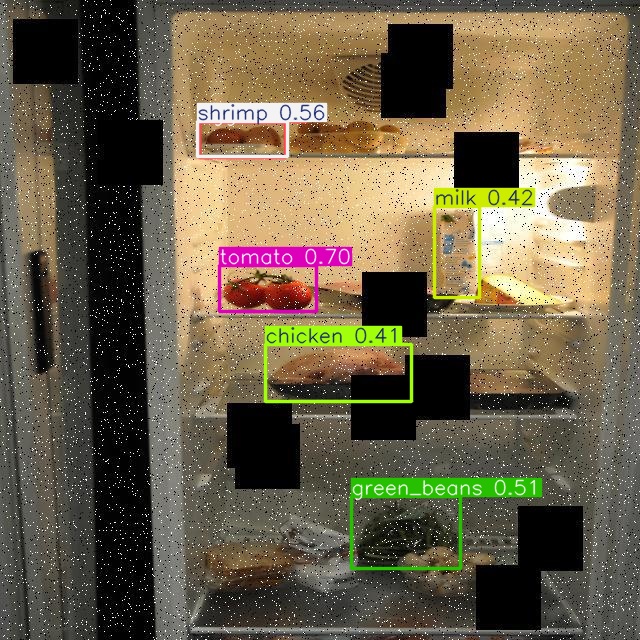 shrimp 0.56
milk 0.42
tomato 0.70
chicken 0.41
green_beans 0.51